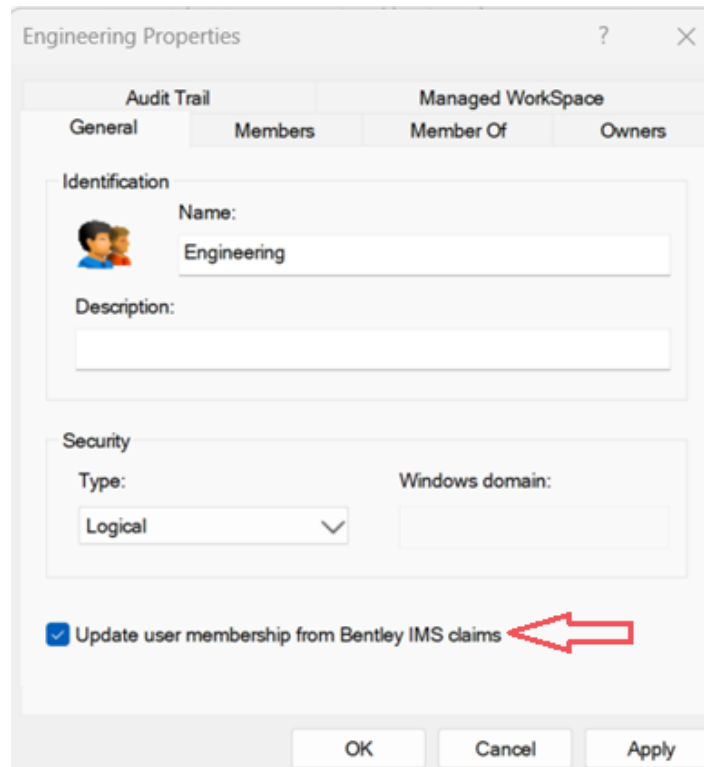 Engineering Properties ?
Audit Trail Managed WorkSpace
General Members Member Of Owners
Identification
Name:
Engineering
Description:
Security
Type: Windows domain:
Logical
Update user membership from Bentley IMS claims
OK Cancel Apply